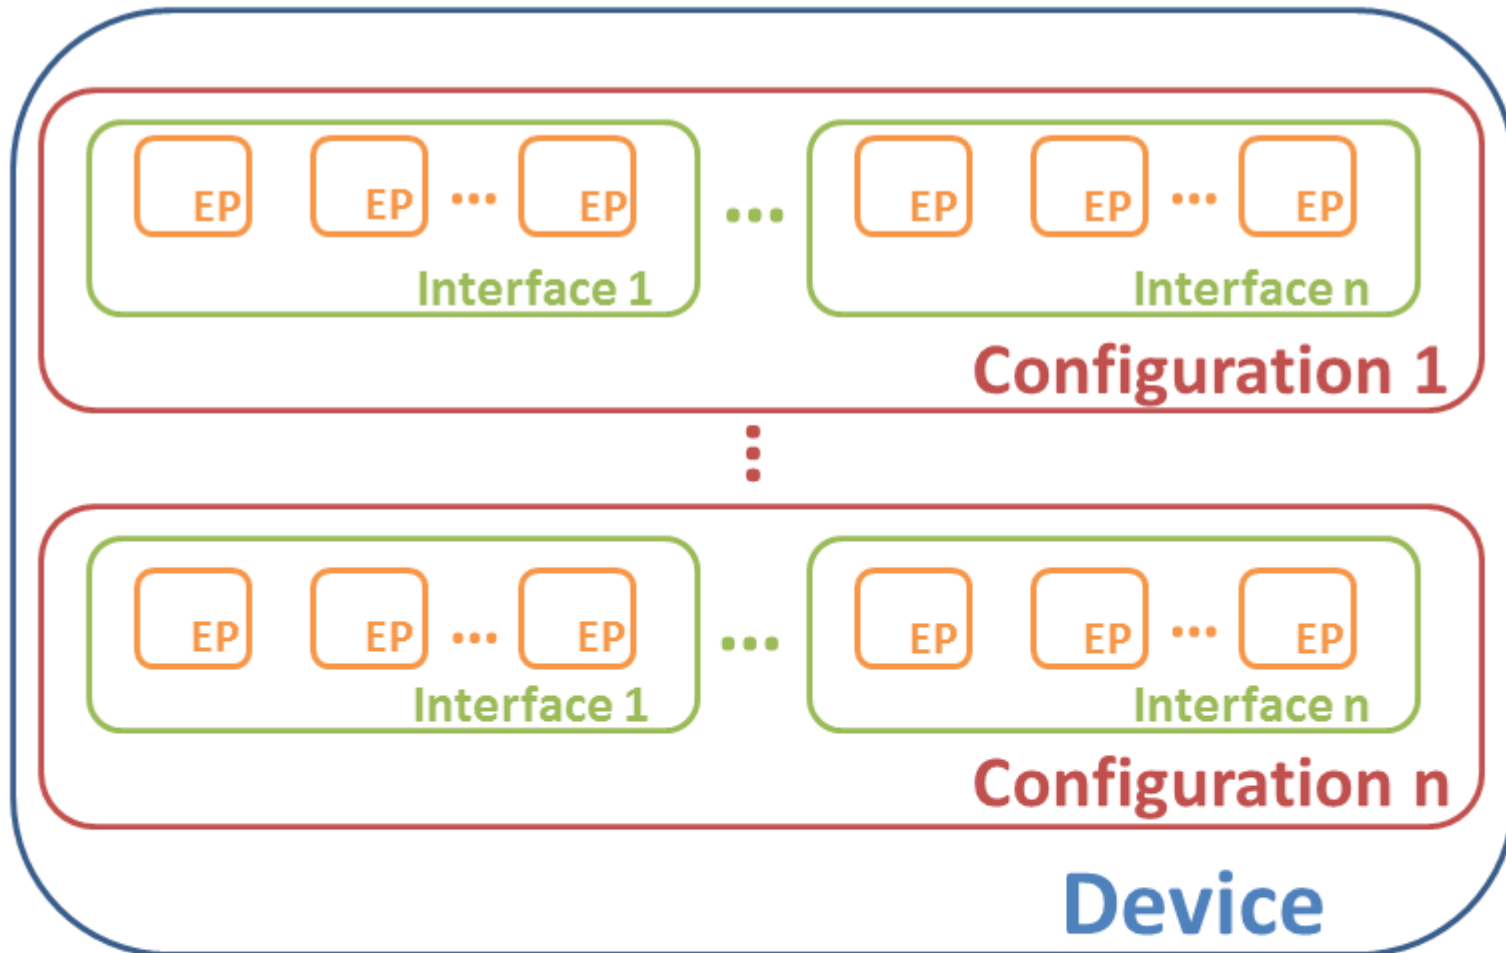 EP EP ... EP ... EP EP ... EP
Interface 1 Interface n
Configuration 1
...
EP EP ... EP ... EP EP ... EP
Interface 1 Interface n
Configuration n
Device